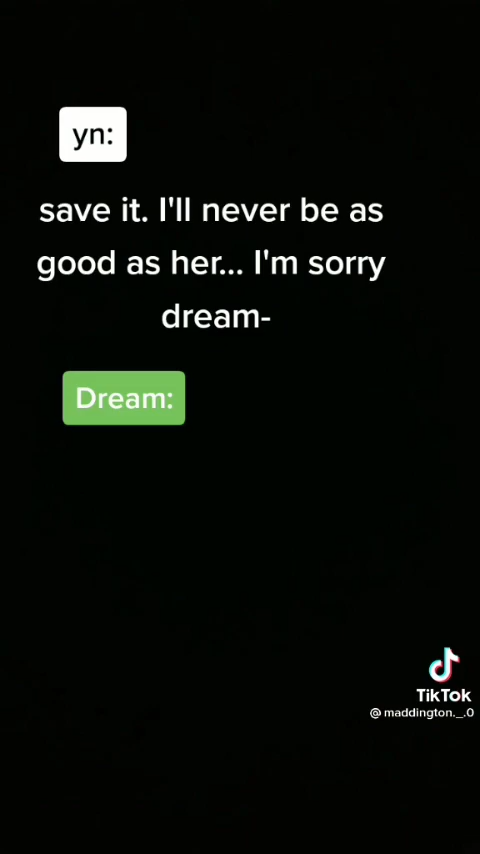 yn:
save it. I'll never be as
good as her... I'm sorry
dream-
Dream:
TikTok
@maddington._.0